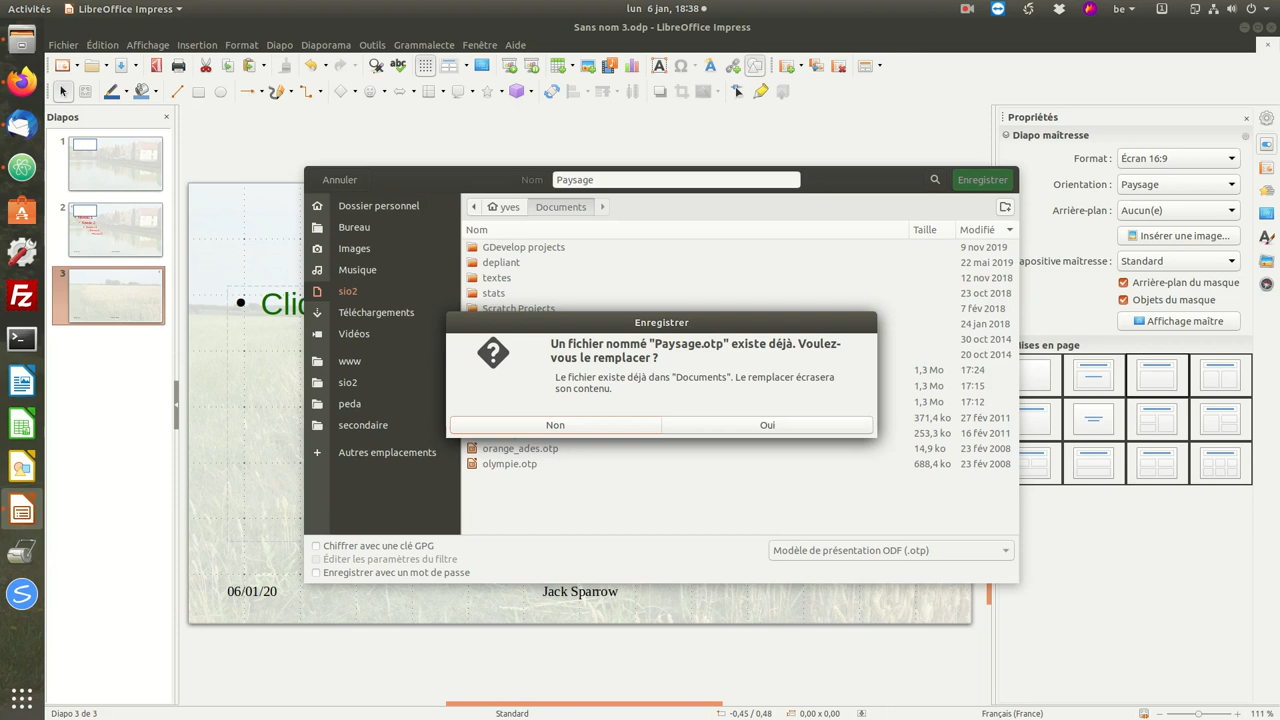 Activités
LibreOffice Impress
lun 6 jan, 18:38
be
Sans nom 3.odp - LibreOffice Impress
Fichier Édition Affichage Insertion Format Diapo Diaporama Outils Grammalecte Fenêtre Aide
Diapos
1
2
3
Annuler
Nom
Paysage
Enregistrer
Dossier personnel
Bureau
Images
Musique
sio2
Téléchargements
Vidéos
www
sio2
peda
secondaire
Autres emplacements
yves
Documents
Nom Taille Modifié
GDevelop projects 9 nov 2019
depliant 22 mai 2019
textes 12 nov 2018
stats 23 oct 2018
Scratch Projects 7 fév 2018
24 jan 2018
30 oct 2014
20 oct 2014
1,3 Mo 17:24
1,3 Mo 17:15
1,3 Mo 17:12
371,4 ko 27 fév 2011
253,3 ko 16 fév 2011
orange_ades.otp 14,9 ko 23 fév 2008
olympie.otp 688,4 ko 23 fév 2008
Enregistrer
Un fichier nommé "Paysage.otp" existe déjà. Voulez-
vous le remplacer ?
Le fichier existe déjà dans "Documents". Le remplacer écrasera
son contenu.
Non
Oui
Chiffrer avec une clé GPG
Éditer les paramètres du filtre
Enregistrer avec un mot de passe
Modèle de présentation ODF (.otp)
Clic
06/01/20
Jack Sparrow
Propriétés
Diapo maîtresse
Format: Écran 16:9
Orientation: Paysage
Arrière-plan: Aucun(e)
Insérer une image...
apositive maîtresse: Standard
Arrière-plan du masque
Objets du masque
Affichage maître
ises en page
Diapo 3 de 3
Standard
-0,45 / 0,48
0,00 x 0,00
Français (France)
111 %